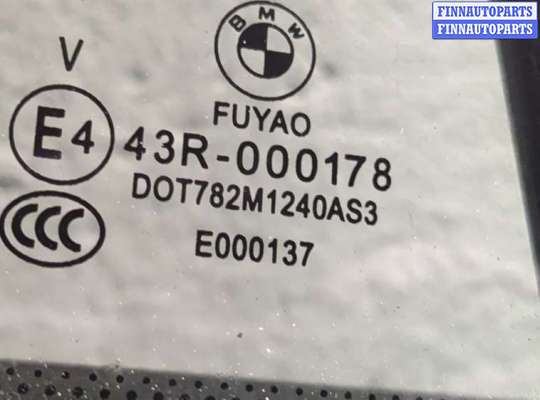 FINNAUTOPARTS
FINNAUTOPARTS
BMW
V
FUYAO
E4 43R-000178
DOT782M1240AS3
CCC
E000137